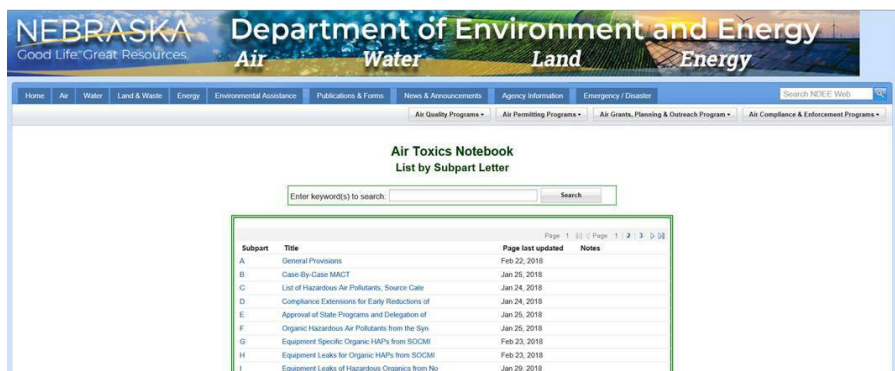 NEBRASKA
Good Life. Great Resources.
Department of Environment and Energy
Air Water Land Energy
Home Air Water Land & Waste Energy Environmental Assistance Publications & Forms News & Announcements Agency Information Emergency / Disaster Search NDEE Web
Air Quality Programs Air Permitting Programs Air Grants, Planning & Outreach Program Air Compliance & Enforcement Programs
Air Toxics Notebook
List by Subpart Letter
Enter keyword(s) to search: Search
Page 1 Page 1 | 2 | 3
Subpart Title Page last updated Notes
A General Provisions Feb 22, 2018
B Case-By-Case MACT Jan 25, 2018
C List of Hazardous Air Pollutants, Source Cate Jan 24, 2018
D Compliance Extensions for Early Reductions of Jan 24, 2018
E Approval of State Programs and Delegation of Jan 25, 2018
F Organic Hazardous Air Pollutants from the Syn Jan 25, 2018
G Equipment Specific Organic HAPs from SOCMI Feb 23, 2018
H Equipment Leaks for Organic HAPs from SOCMI Feb 23, 2018
I Equipment Leaks of Hazardous Organics from No Jan 29, 2018